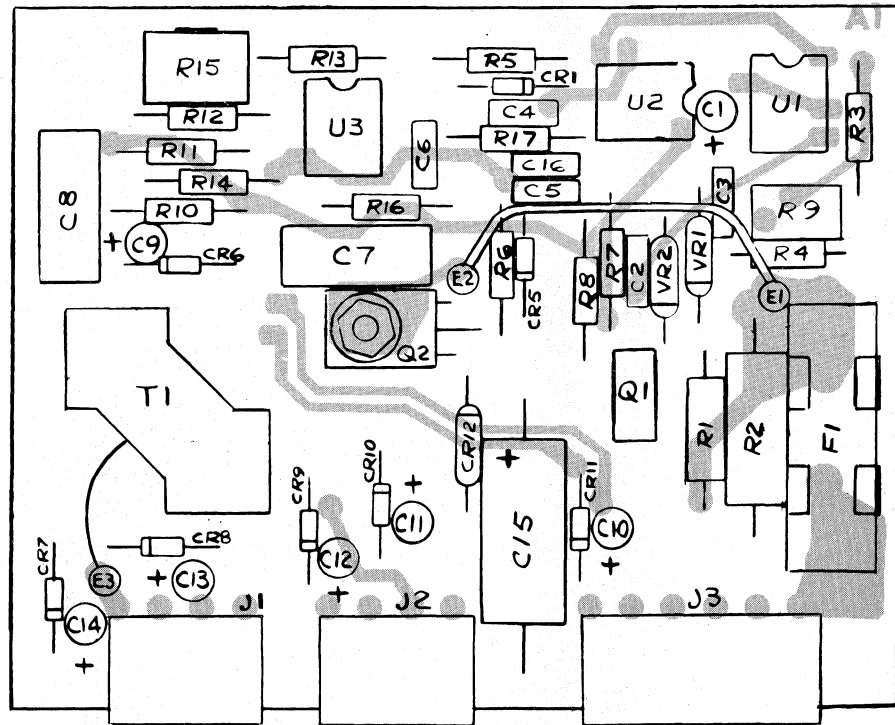 A1
R15
R13
R5
CR1
R12
U3
C4
U2
C1
+
U1
R3
R11
C6
R17
C16
R14
C5
C3
C8
R10
R16
R9
+
C9
CR6
C7
R6
CR5
R8
R7
C2
VR2
VR1
R4
E2
E1
Q2
T1
Q1
R1
R2
F1
CR12
+
CR9
CR10
+
C11
CR11
C15
C10
+
CR7
CR8
C12
+
E3
+
C13
J1
J2
J3
C14
+